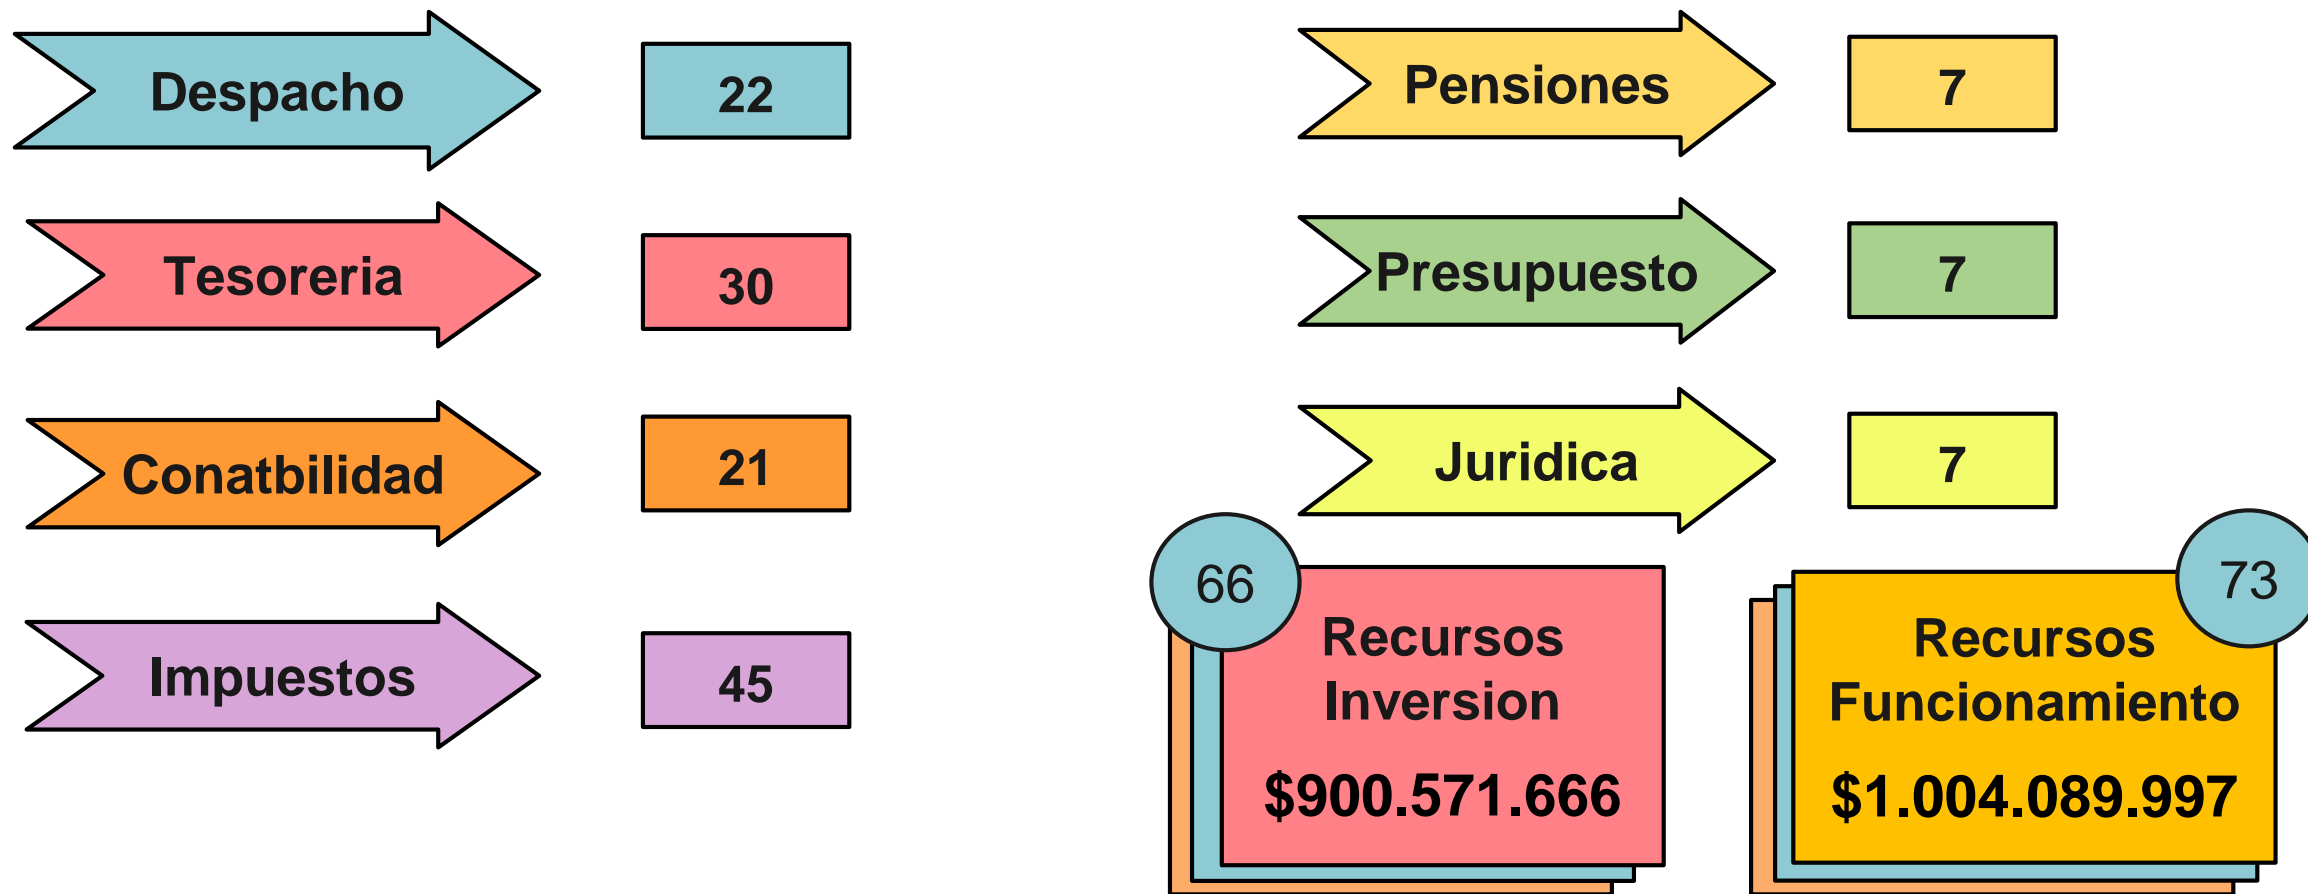 Despacho
22
Tesoreria
30
Conatbilidad
21
Impuestos
45
Pensiones
7
Presupuesto
7
Juridica
7
66
Recursos
Inversion
$900.571.666
73
Recursos
Funcionamiento
$1.004.089.997